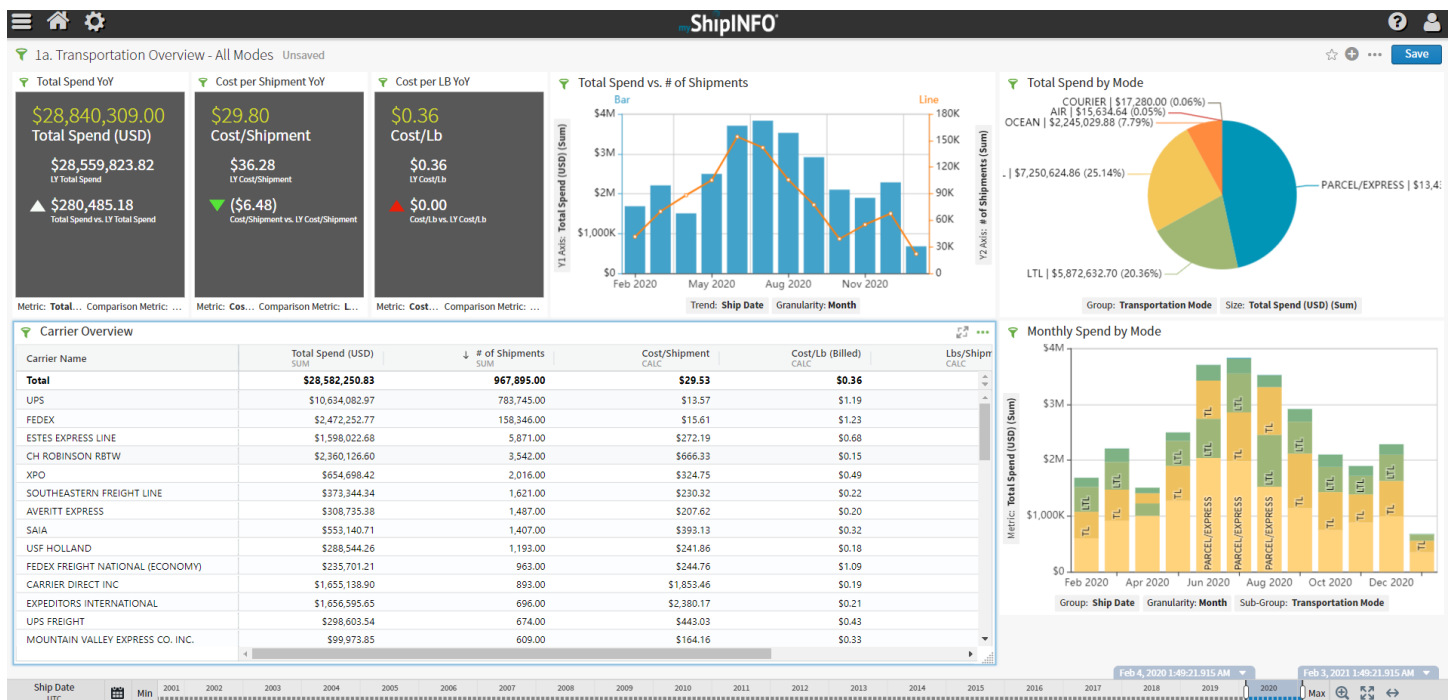 myShipINFO
1a. Transportation Overview - All Modes Unsaved
Save
Total Spend YoY
$28,840,309.00
Total Spend (USD)
$28,559,823.82
LY Total Spend
$280,485.18
Total Spend vs. LY Total Spend
Metric: Total... Comparison Metric: ...
Cost per Shipment YoY
$29.80
Cost/Shipment
$36.28
LY Cost/Shipment
($6.48)
Cost/Shipment vs. LY Cost/Shipment
Metric: Cos... Comparison Metric: L...
Cost per LB YoY
$0.36
Cost/Lb
$0.36
LY Cost/Lb
$0.00
Cost/Lb vs. LY Cost/Lb
Metric: Cost... Comparison Metric: ...
Total Spend vs. # of Shipments
Bar Line
Y1 Axis: Total Spend (USD) (Sum)
$4M
$3M
$2M
$1,000K
$0
180K
150K
120K
90K
60K
30K
0
Y2 Axis: # of Shipments (Sum)
Feb 2020 May 2020 Aug 2020 Nov 2020
Trend: Ship Date Granularity: Month
Total Spend by Mode
COURIER | $17,280.00 (0.06%)
AIR | $15,634.64 (0.05%)
OCEAN | $2,245,029.88 (7.79%)
| $7,250,624.86 (25.14%)
PARCEL/EXPRESS | $13,4
LTL | $5,872,632.70 (20.36%)
Group: Transportation Mode Size: Total Spend (USD) (Sum)
Carrier Overview
Carrier Name Total Spend (USD) # of Shipments Cost/Shipment Cost/Lb (Billed) Lbs/Shipm
SUM SUM CALC CALC CALC
Total $28,582,250.83 967,895.00 $29.53 $0.36
UPS $10,634,082.97 783,745.00 $13.57 $1.19
FEDEX $2,472,252.77 158,346.00 $15.61 $1.23
ESTES EXPRESS LINE $1,598,022.68 5,871.00 $272.19 $0.68
CH ROBINSON RBTW $2,360,126.60 3,542.00 $666.33 $0.15
XPO $654,698.42 2,016.00 $324.75 $0.49
SOUTHEASTERN FREIGHT LINE $373,344.34 1,621.00 $230.32 $0.22
AVERITT EXPRESS $308,735.38 1,487.00 $207.62 $0.20
SAIA $553,140.71 1,407.00 $393.13 $0.32
USF HOLLAND $288,544.26 1,193.00 $241.86 $0.18
FEDEX FREIGHT NATIONAL (ECONOMY) $235,701.21 963.00 $244.76 $1.09
CARRIER DIRECT INC $1,655,138.90 893.00 $1,853.46 $0.19
EXPEDITORS INTERNATIONAL $1,656,595.65 696.00 $2,380.17 $0.21
UPS FREIGHT $298,603.54 674.00 $443.03 $0.43
MOUNTAIN VALLEY EXPRESS CO. INC. $99,973.85 609.00 $164.16 $0.33
Monthly Spend by Mode
Metric: Total Spend (USD) (Sum)
$4M
$3M
$2M
$1,000K
$0
TL LTL
TL LTL
TL LTL
PARCEL/EXPRESS LTL TL
PARCEL/EXPRESS TL LTL
PARCEL/EXPRESS LTL TL
TL
TL LTL
TL LTL
TL LTL
TL
Feb 2020 Apr 2020 Jun 2020 Aug 2020 Oct 2020 Dec 2020
Group: Ship Date Granularity: Month Sub-Group: Transportation Mode
Feb 4, 2020 1:49:21.915 AM Feb 3, 2021 1:49:21.915 AM
Ship Date
UTC
Min 2001 2002 2003 2004 2005 2006 2007 2008 2009 2010 2011 2012 2013 2014 2015 2016 2017 2018 2019 2020 Max